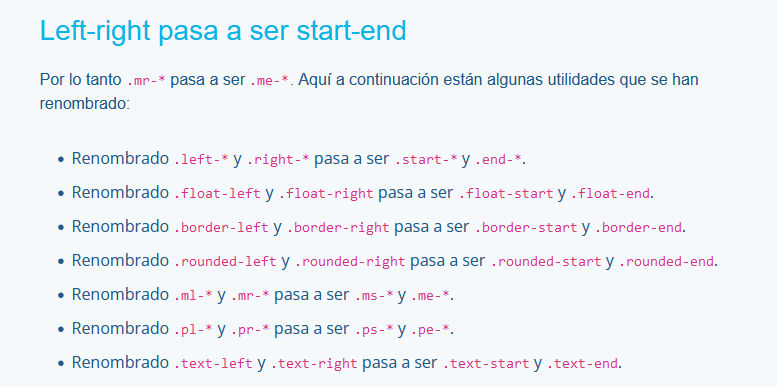 Left-right pasa a ser start-end
Por lo tanto .mr-* pasa a ser .me-*. Aquí a continuación están algunas utilidades que se han
renombrado:
• Renombrado .left-* y .right-* pasa a ser .start-* y .end-*.
• Renombrado .float-left y .float-right pasa a ser .float-start y .float-end.
• Renombrado .border-left y .border-right pasa a ser .border-start y .border-end.
• Renombrado .rounded-left y .rounded-right pasa a ser .rounded-start y .rounded-end.
• Renombrado .ml-* y .mr-* pasa a ser .ms-* y .me-*.
• Renombrado .pl-* y .pr-* pasa a ser .ps-* y .pe-*.
• Renombrado .text-left y .text-right pasa a ser .text-start y .text-end.